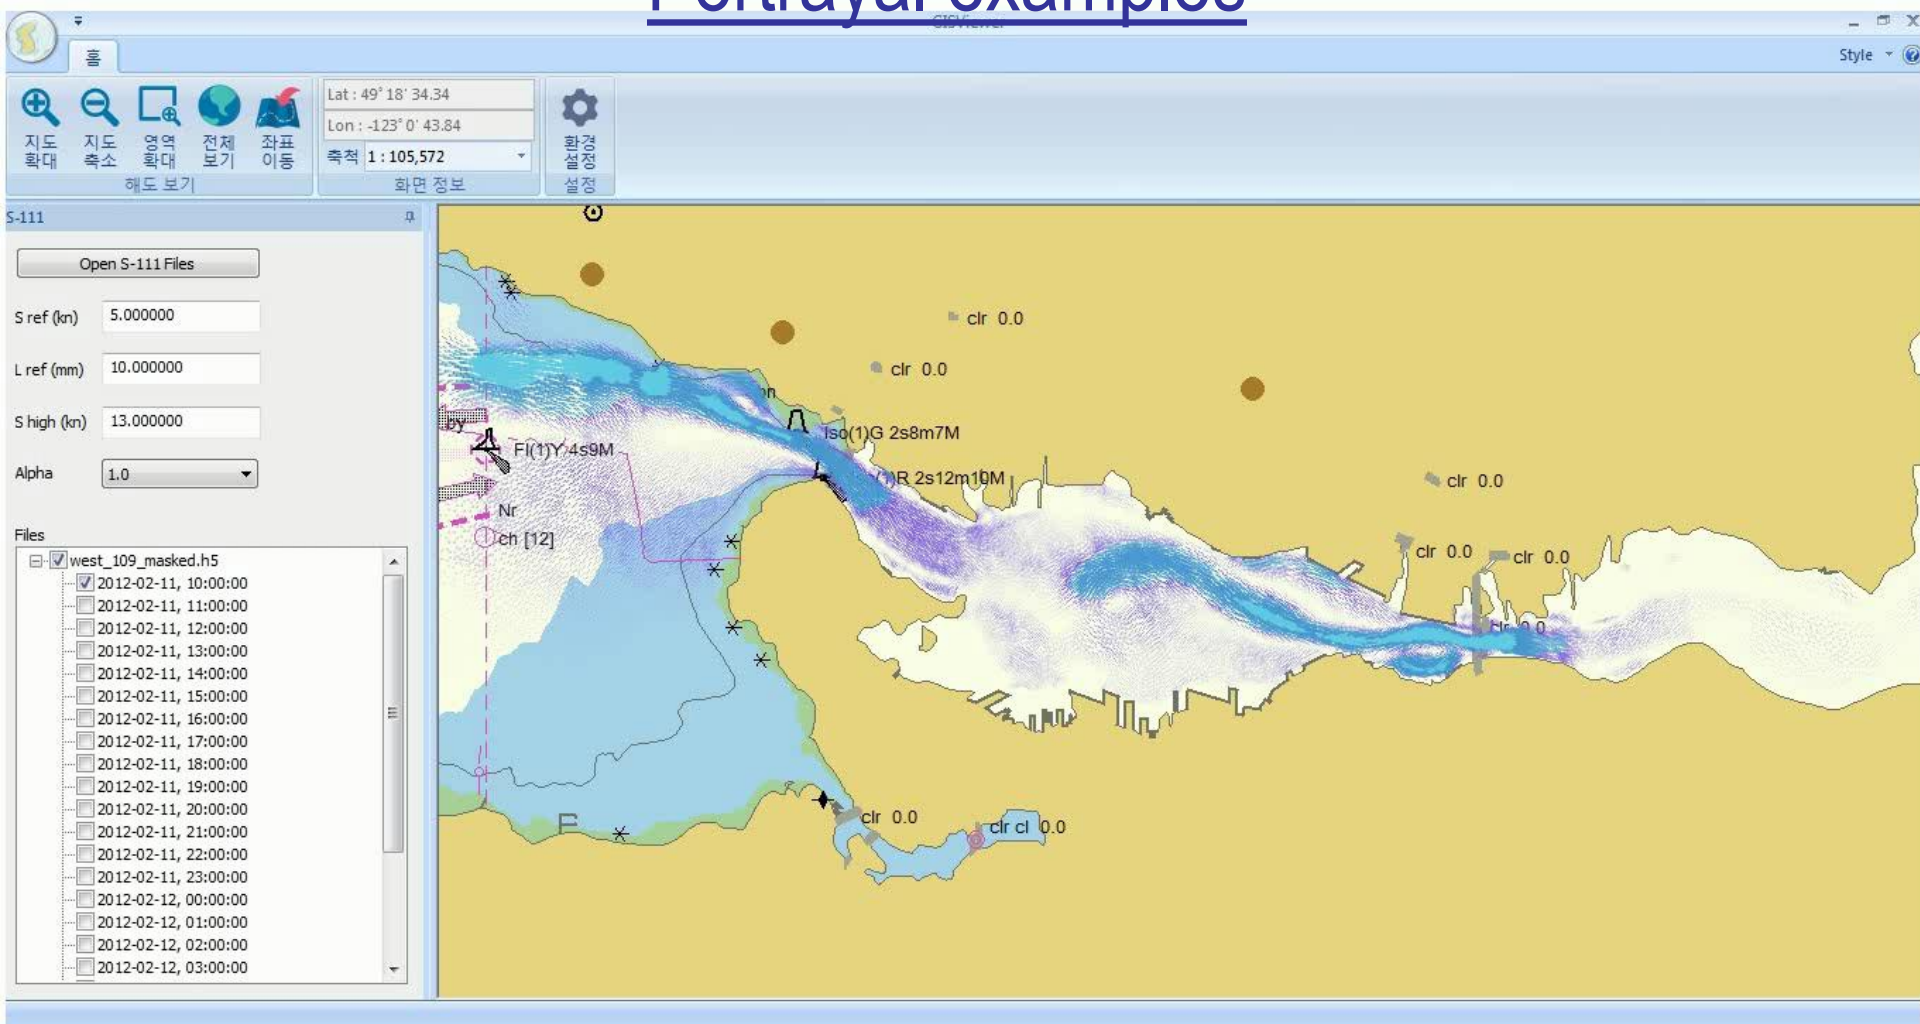 Portrayal examples
GISViewer
홈
Style
지도
확대
지도
축소
영역
확대
전체
보기
좌표
이동
Lat : 49° 18' 34.34
Lon : -123° 0' 43.84
축척 1 : 105,572
환경
설정
해도 보기
화면 정보
설정
S-111
Open S-111 Files
S ref (kn) 5.000000
L ref (mm) 10.000000
S high (kn) 13.000000
Alpha 1.0
Files
west_109_masked.h5
2012-02-11, 10:00:00
2012-02-11, 11:00:00
2012-02-11, 12:00:00
2012-02-11, 13:00:00
2012-02-11, 14:00:00
2012-02-11, 15:00:00
2012-02-11, 16:00:00
2012-02-11, 17:00:00
2012-02-11, 18:00:00
2012-02-11, 19:00:00
2012-02-11, 20:00:00
2012-02-11, 21:00:00
2012-02-11, 22:00:00
2012-02-11, 23:00:00
2012-02-12, 00:00:00
2012-02-12, 01:00:00
2012-02-12, 02:00:00
2012-02-12, 03:00:00
clr 0.0
clr 0.0
by
Fl(1)Y 4s9M
Iso(1)G 2s8m7M
(1)R 2s12m10M
clr 0.0
Nr
ch [12]
clr 0.0
clr 0.0
clr 0.0
clr 0.0
clr cl 0.0